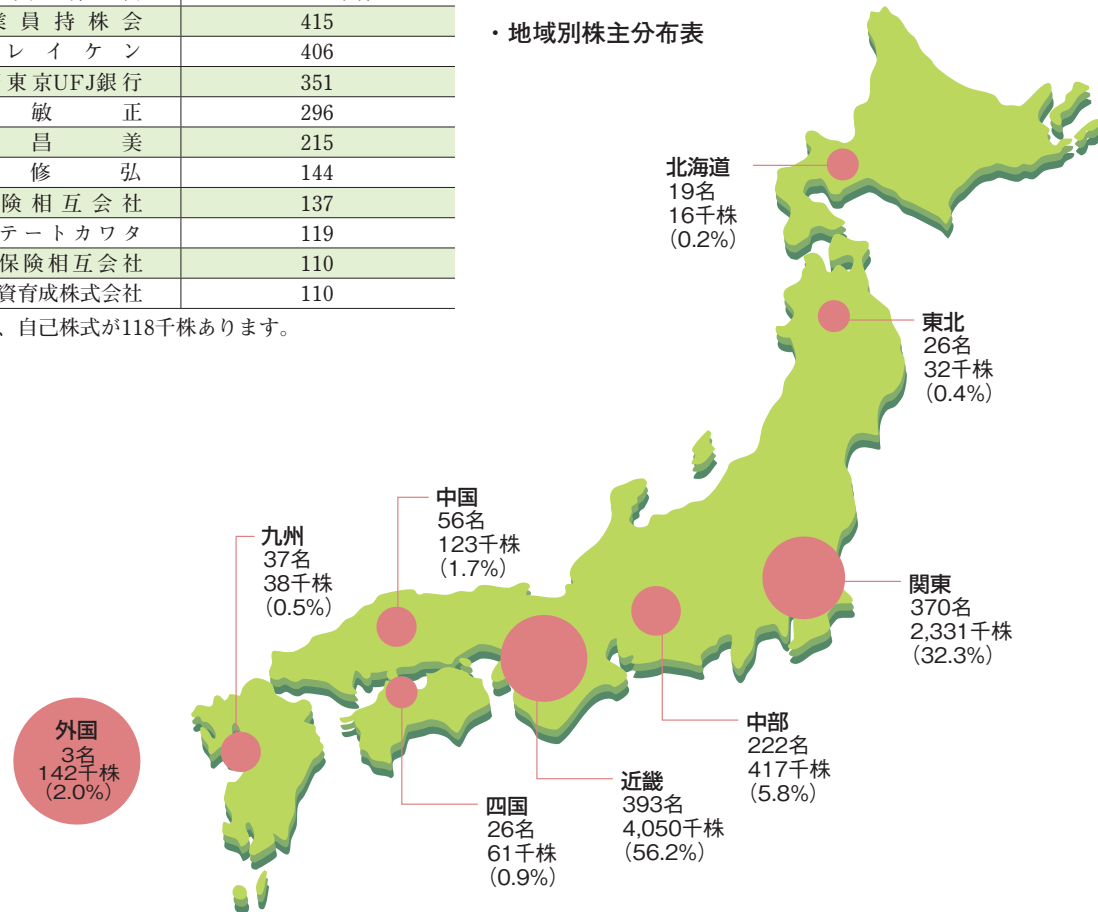 業員持株会 415
レイケン 406
東京UFJ銀行 351
敏正 296
昌美 215
修弘 144
険相互会社 137
テートカワタ 119
保険相互会社 110
資育成株式会社 110
、自己株式が118千株あります。
・地域別株主分布表
北海道
19名
16千株
(0.2%)
東北
26名
32千株
(0.4%)
中国
56名
123千株
(1.7%)
九州
37名
38千株
(0.5%)
関東
370名
2,331千株
(32.3%)
外国
3名
142千株
(2.0%)
中部
222名
417千株
(5.8%)
近畿
393名
4,050千株
(56.2%)
四国
26名
61千株
(0.9%)